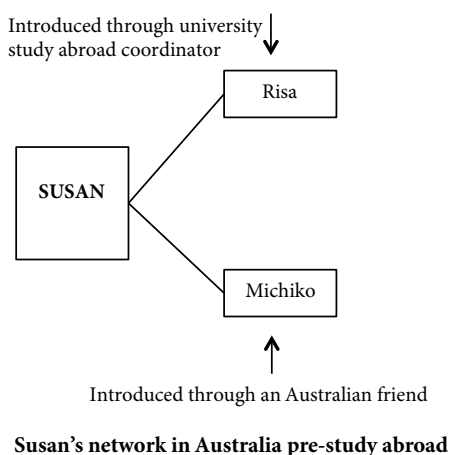 Introduced through university
study abroad coordinator
Risa
SUSAN
Michiko
Introduced through an Australian friend
Susan’s network in Australia pre-study abroad